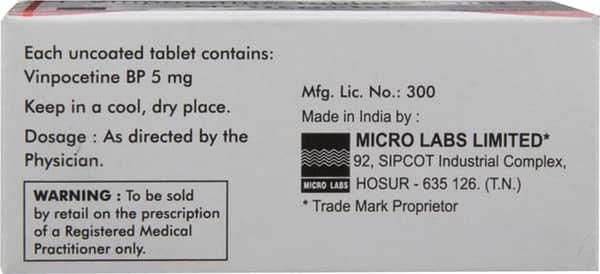 Each uncoated tablet contains:
Vinpocetine BP 5 mg
Keep in a cool, dry place.
Dosage : As directed by the
Physician.
WARNING : To be sold
by retail on the prescription
of a Registered Medical
Practitioner only.
Mfg. Lic. No.: 300
Made in India by :
MICRO LABS LIMITED*
92, SIPCOT Industrial Complex,
HOSUR - 635 126. (T.N.)
MICRO LABS
* Trade Mark Proprietor